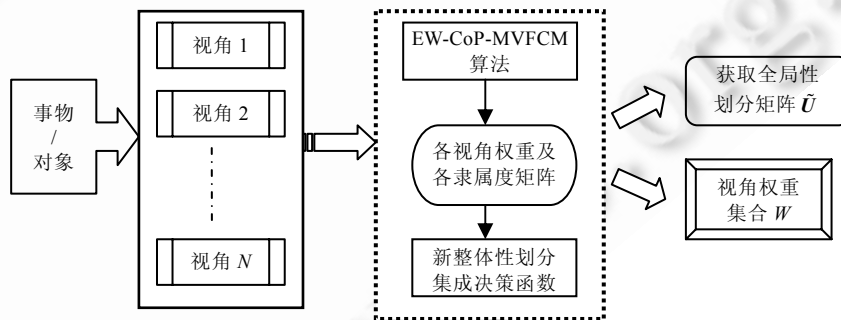 事物
/
对象
视角 1
视角 2
视角 N
EW-CoP-MVFCM
算法
各视角权重及
各隶属度矩阵
新整体性划分
集成决策函数
获取全局性
划分矩阵 Ũ
视角权重
集合 W